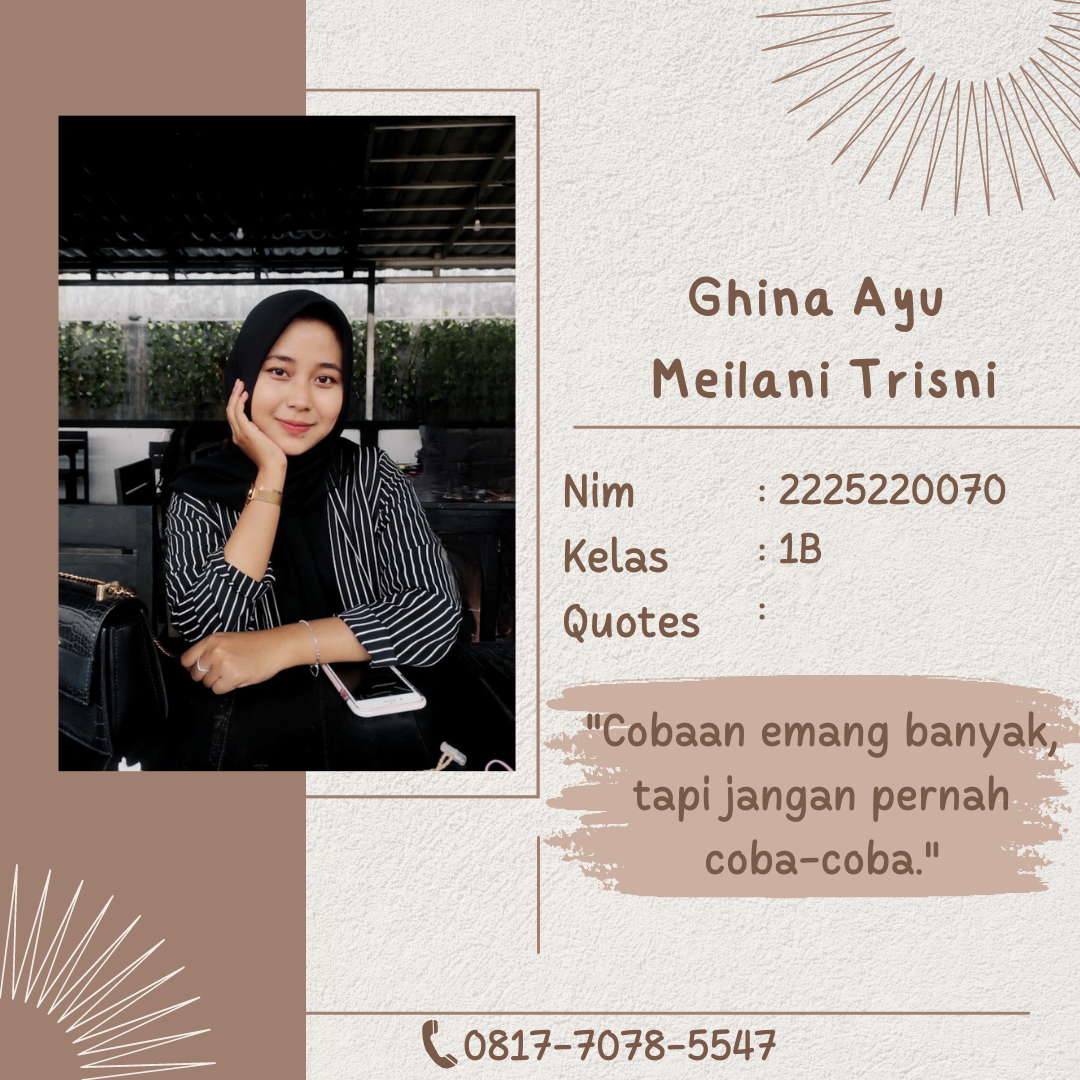 Ghina Ayu
Meilani Trisni
Nim : 2225220070
Kelas : 1B
Quotes :
"Cobaan emang banyak,
tapi jangan pernah
coba-coba."
0817-7078-5547